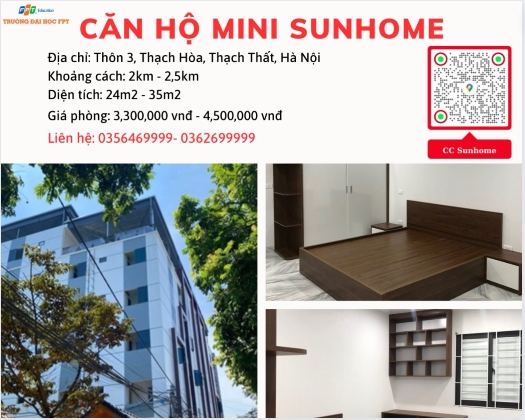 FPT Education
TRƯỜNG ĐẠI HỌC FPT
CĂN HỘ MINI SUNHOME
Địa chỉ: Thôn 3, Thạch Hòa, Thạch Thất, Hà Nội
Khoảng cách: 2km - 2,5km
Diện tích: 24m2 - 35m2
Giá phòng: 3,300,000 vnđ - 4,500,000 vnđ
Liên hệ: 0356469999- 0362699999
CC Sunhome